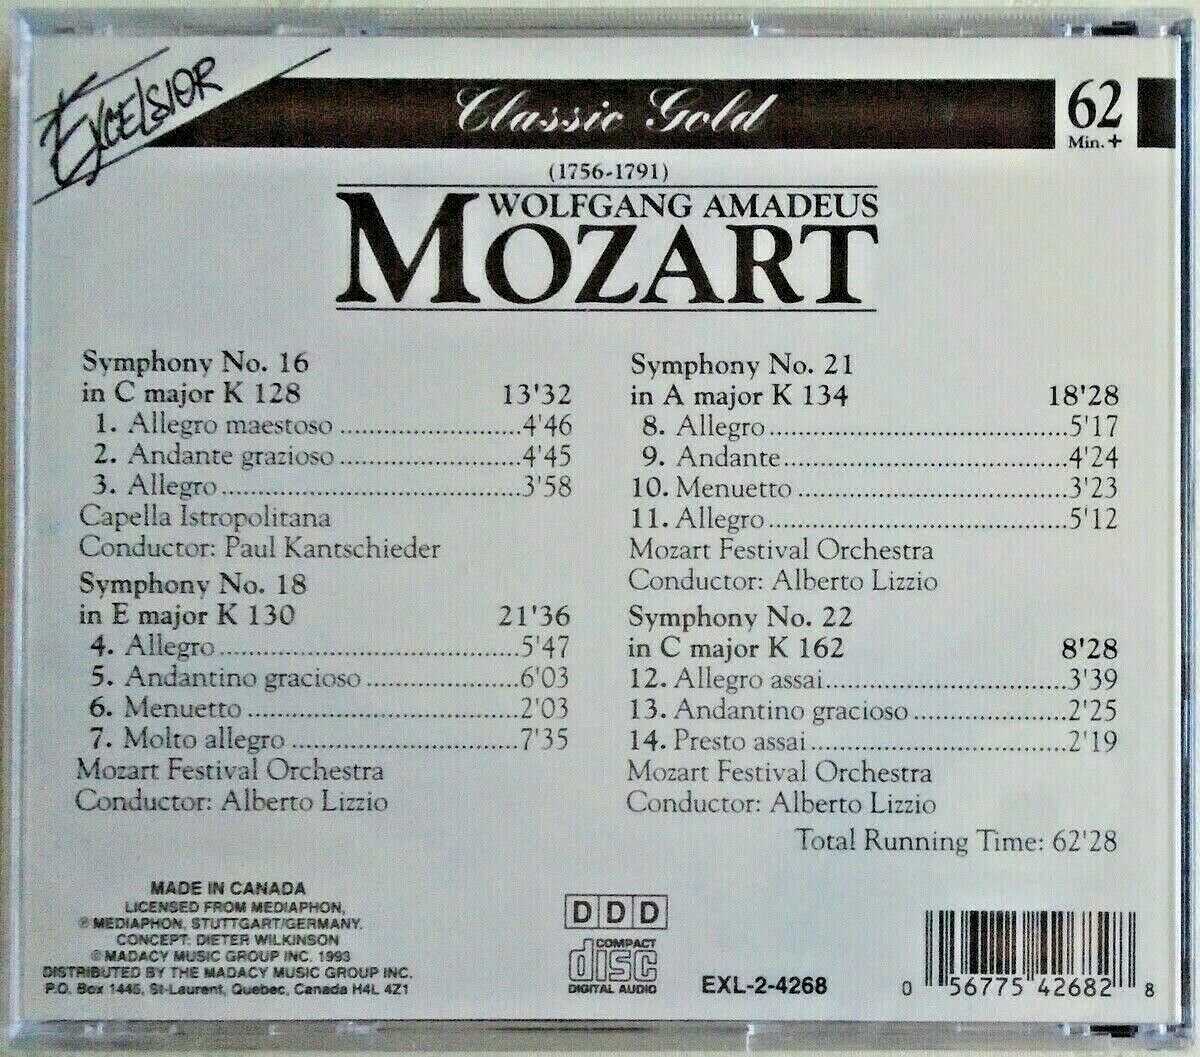 EXCELSIOR
Classic Gold
62
Min. +
(1756-1791)
WOLFGANG AMADEUS
MOZART
Symphony No. 16
in C major K 128 13'32
1. Allegro maestoso ........................4'46
2. Andante grazioso ........................4'45
3. Allegro ........................................3'58
Capella Istropolitana
Conductor: Paul Kantschieder
Symphony No. 18
in E major K 130 21'36
4. Allegro ........................................5'47
5. Andantino gracioso ....................6'03
6. Menuetto ....................................2'03
7. Molto allegro ..............................7'35
Mozart Festival Orchestra
Conductor: Alberto Lizzio
Symphony No. 21
in A major K 134 18'28
8. Allegro ........................................5'17
9. Andante ......................................4'24
10. Menuetto ..................................3'23
11. Allegro ......................................5'12
Mozart Festival Orchestra
Conductor: Alberto Lizzio
Symphony No. 22
in C major K 162 8'28
12. Allegro assai ..............................3'39
13. Andantino gracioso ..................2'25
14. Presto assai ................................2'19
Mozart Festival Orchestra
Conductor: Alberto Lizzio
Total Running Time: 62'28
MADE IN CANADA
LICENSED FROM MEDIAPHON,
℗ MEDIAPHON, STUTTGART/GERMANY.
CONCEPT: DIETER WILKINSON
© MADACY MUSIC GROUP INC. 1993
DISTRIBUTED BY THE MADACY MUSIC GROUP INC.
P.O. Box 1445, St-Laurent, Quebec, Canada H4L 4Z1
DDD
COMPACT
disc
DIGITAL AUDIO
EXL-2-4268
0 56775 42682 8